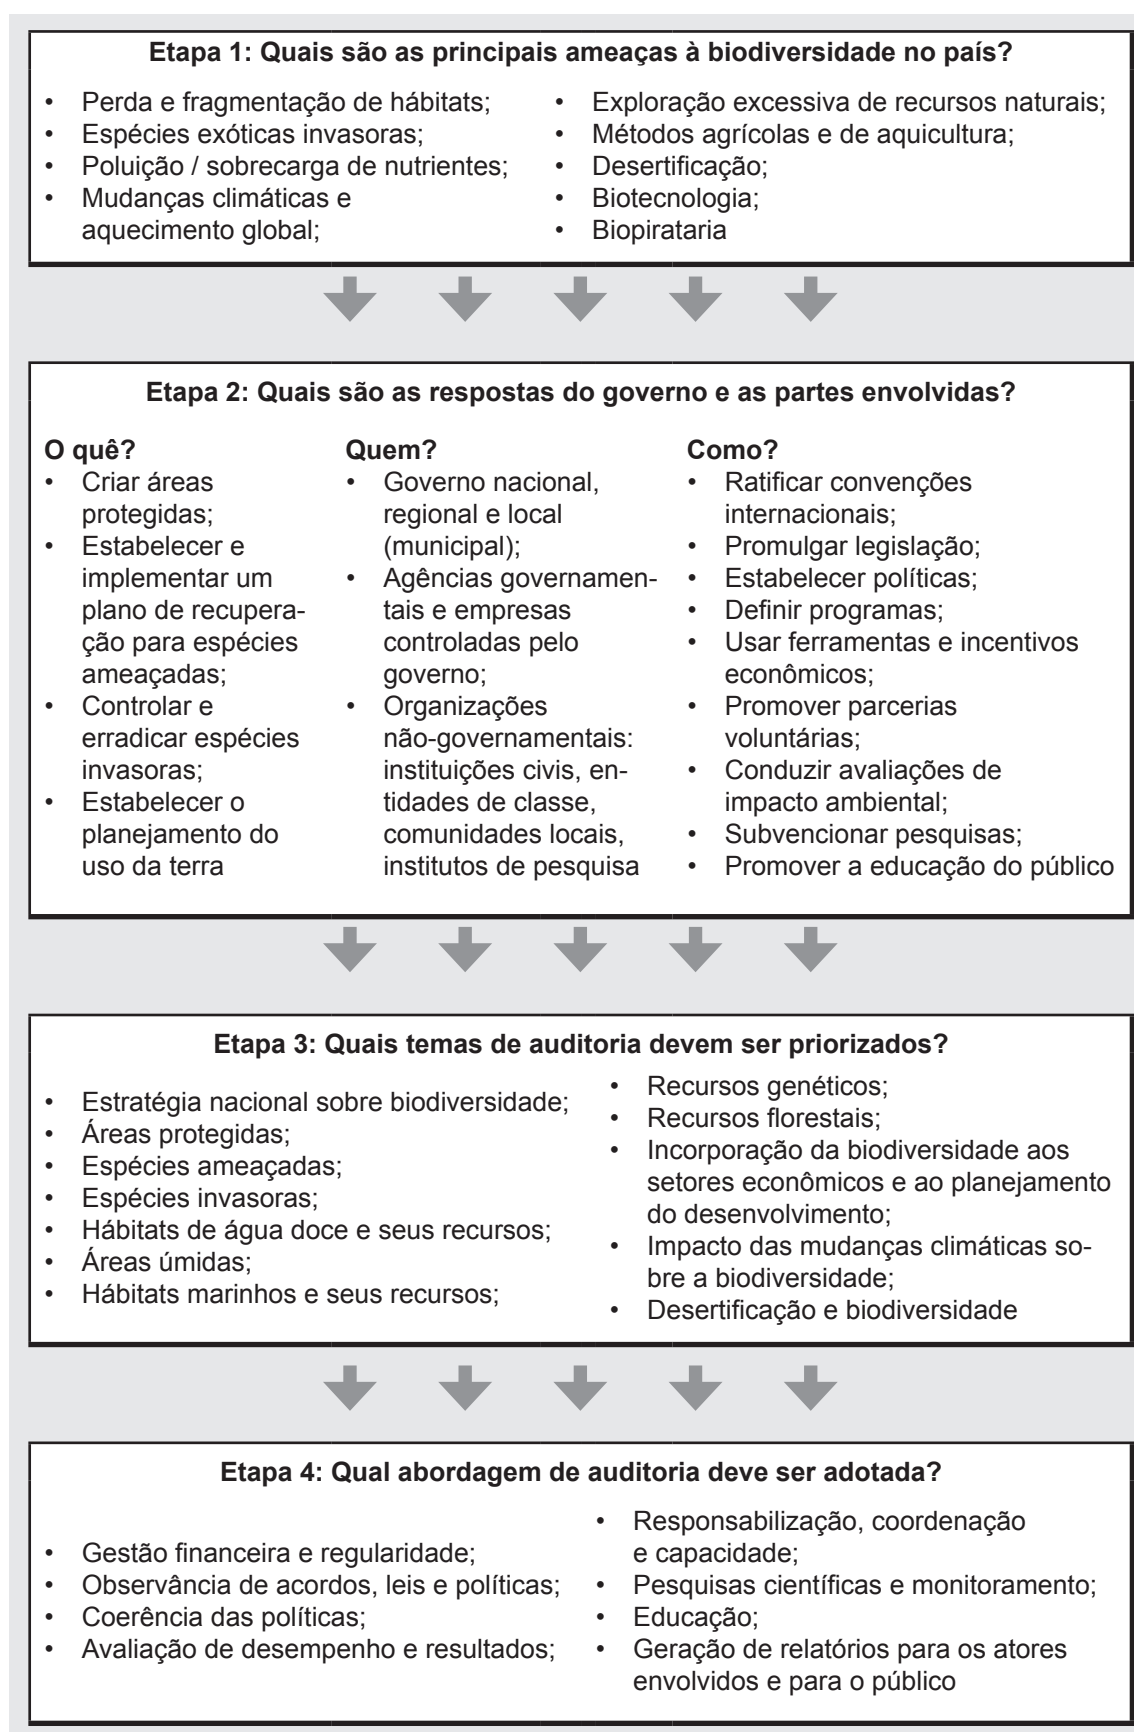 Etapa 1: Quais são as principais ameaças à biodiversidade no país?
• Perda e fragmentação de hábitats;
• Espécies exóticas invasoras;
• Poluição / sobrecarga de nutrientes;
• Mudanças climáticas e
aquecimento global;
• Exploração excessiva de recursos naturais;
• Métodos agrícolas e de aquicultura;
• Desertificação;
• Biotecnologia;
• Biopirataria
Etapa 2: Quais são as respostas do governo e as partes envolvidas?
O quê?
• Criar áreas
protegidas;
• Estabelecer e
implementar um
plano de recupera-
ção para espécies
ameaçadas;
• Controlar e
erradicar espécies
invasoras;
• Estabelecer o
planejamento do
uso da terra
Quem?
• Governo nacional,
regional e local
(municipal);
• Agências governamen-
tais e empresas
controladas pelo
governo;
• Organizações
não-governamentais:
instituições civis, en-
tidades de classe,
comunidades locais,
institutos de pesquisa
Como?
• Ratificar convenções
internacionais;
• Promulgar legislação;
• Estabelecer políticas;
• Definir programas;
• Usar ferramentas e incentivos
econômicos;
• Promover parcerias
voluntárias;
• Conduzir avaliações de
impacto ambiental;
• Subvencionar pesquisas;
• Promover a educação do público
Etapa 3: Quais temas de auditoria devem ser priorizados?
• Estratégia nacional sobre biodiversidade;
• Áreas protegidas;
• Espécies ameaçadas;
• Espécies invasoras;
• Hábitats de água doce e seus recursos;
• Áreas úmidas;
• Hábitats marinhos e seus recursos;
• Recursos genéticos;
• Recursos florestais;
• Incorporação da biodiversidade aos
setores econômicos e ao planejamento
do desenvolvimento;
• Impacto das mudanças climáticas so-
bre a biodiversidade;
• Desertificação e biodiversidade
Etapa 4: Qual abordagem de auditoria deve ser adotada?
• Gestão financeira e regularidade;
• Observância de acordos, leis e políticas;
• Coerência das políticas;
• Avaliação de desempenho e resultados;
• Responsabilização, coordenação
e capacidade;
• Pesquisas científicas e monitoramento;
• Educação;
• Geração de relatórios para os atores
envolvidos e para o público